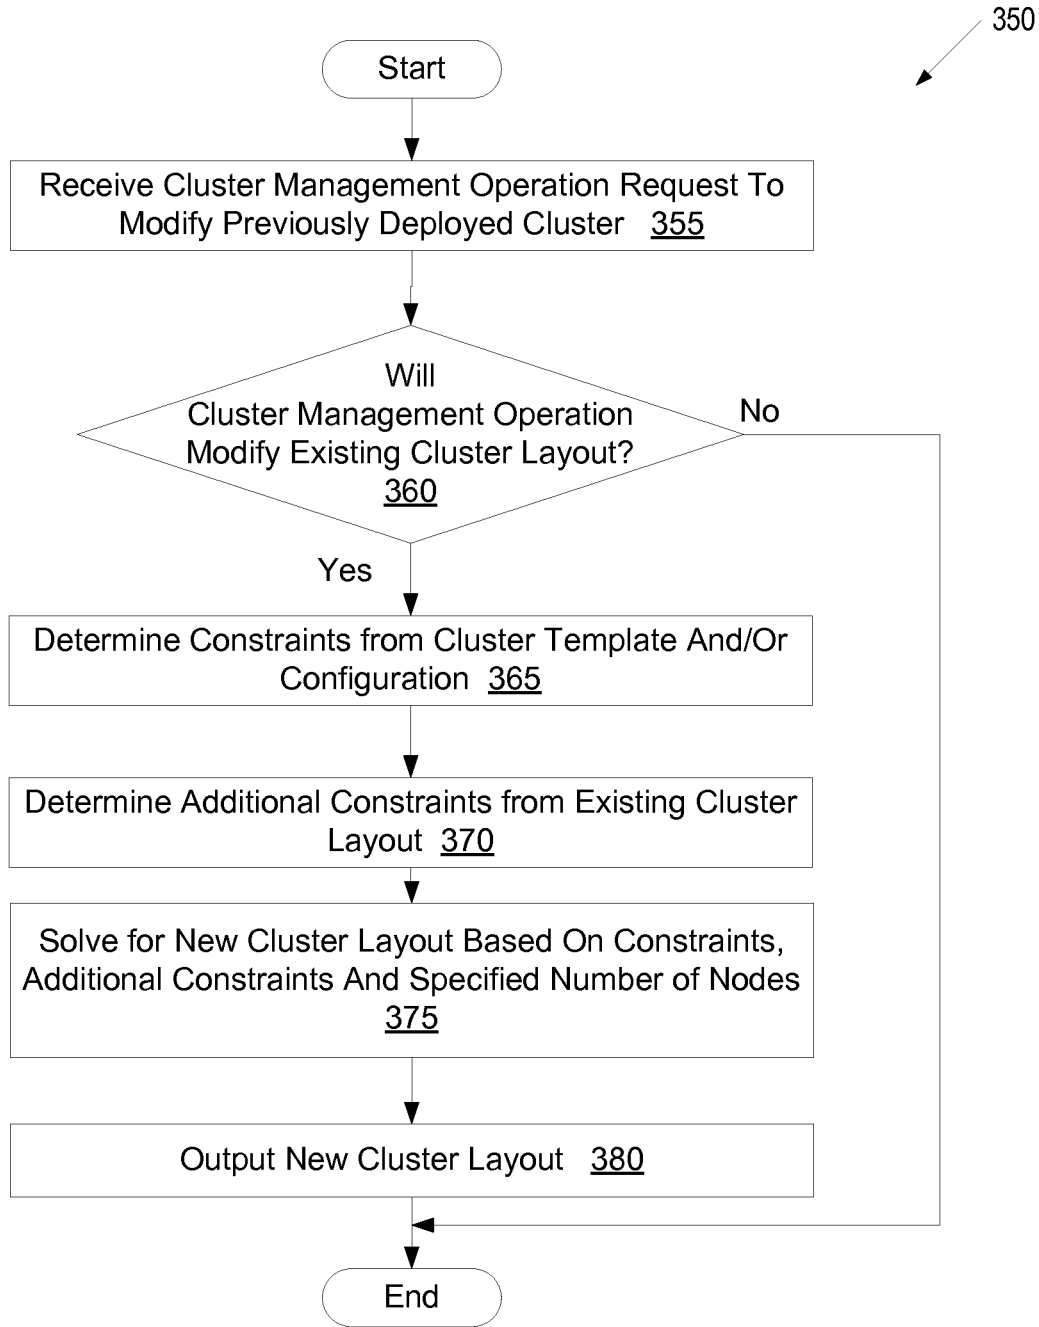 350
Start
Receive Cluster Management Operation Request To
Modify Previously Deployed Cluster 355
Will
Cluster Management Operation
Modify Existing Cluster Layout?
360
No
Yes
Determine Constraints from Cluster Template And/Or
Configuration 365
Determine Additional Constraints from Existing Cluster
Layout 370
Solve for New Cluster Layout Based On Constraints,
Additional Constraints And Specified Number of Nodes
375
Output New Cluster Layout 380
End